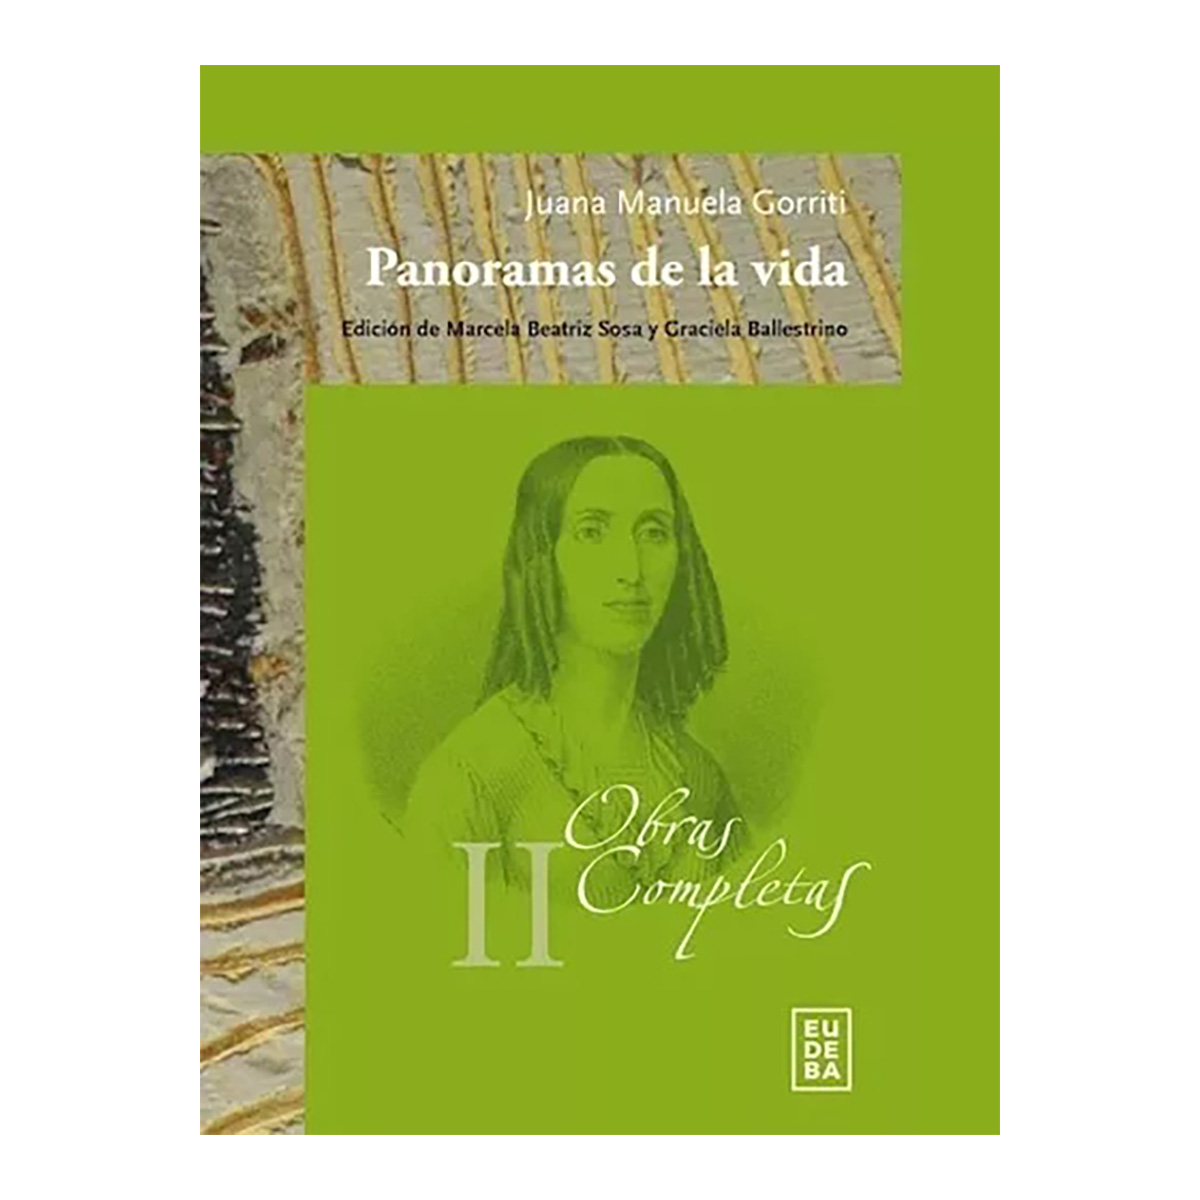 Juana Manuela Gorriti
Panoramas de la vida
Edición de Marcela Beatriz Sosa y Graciela Ballestrino
II
Obras
Completas
EU
DE
BA